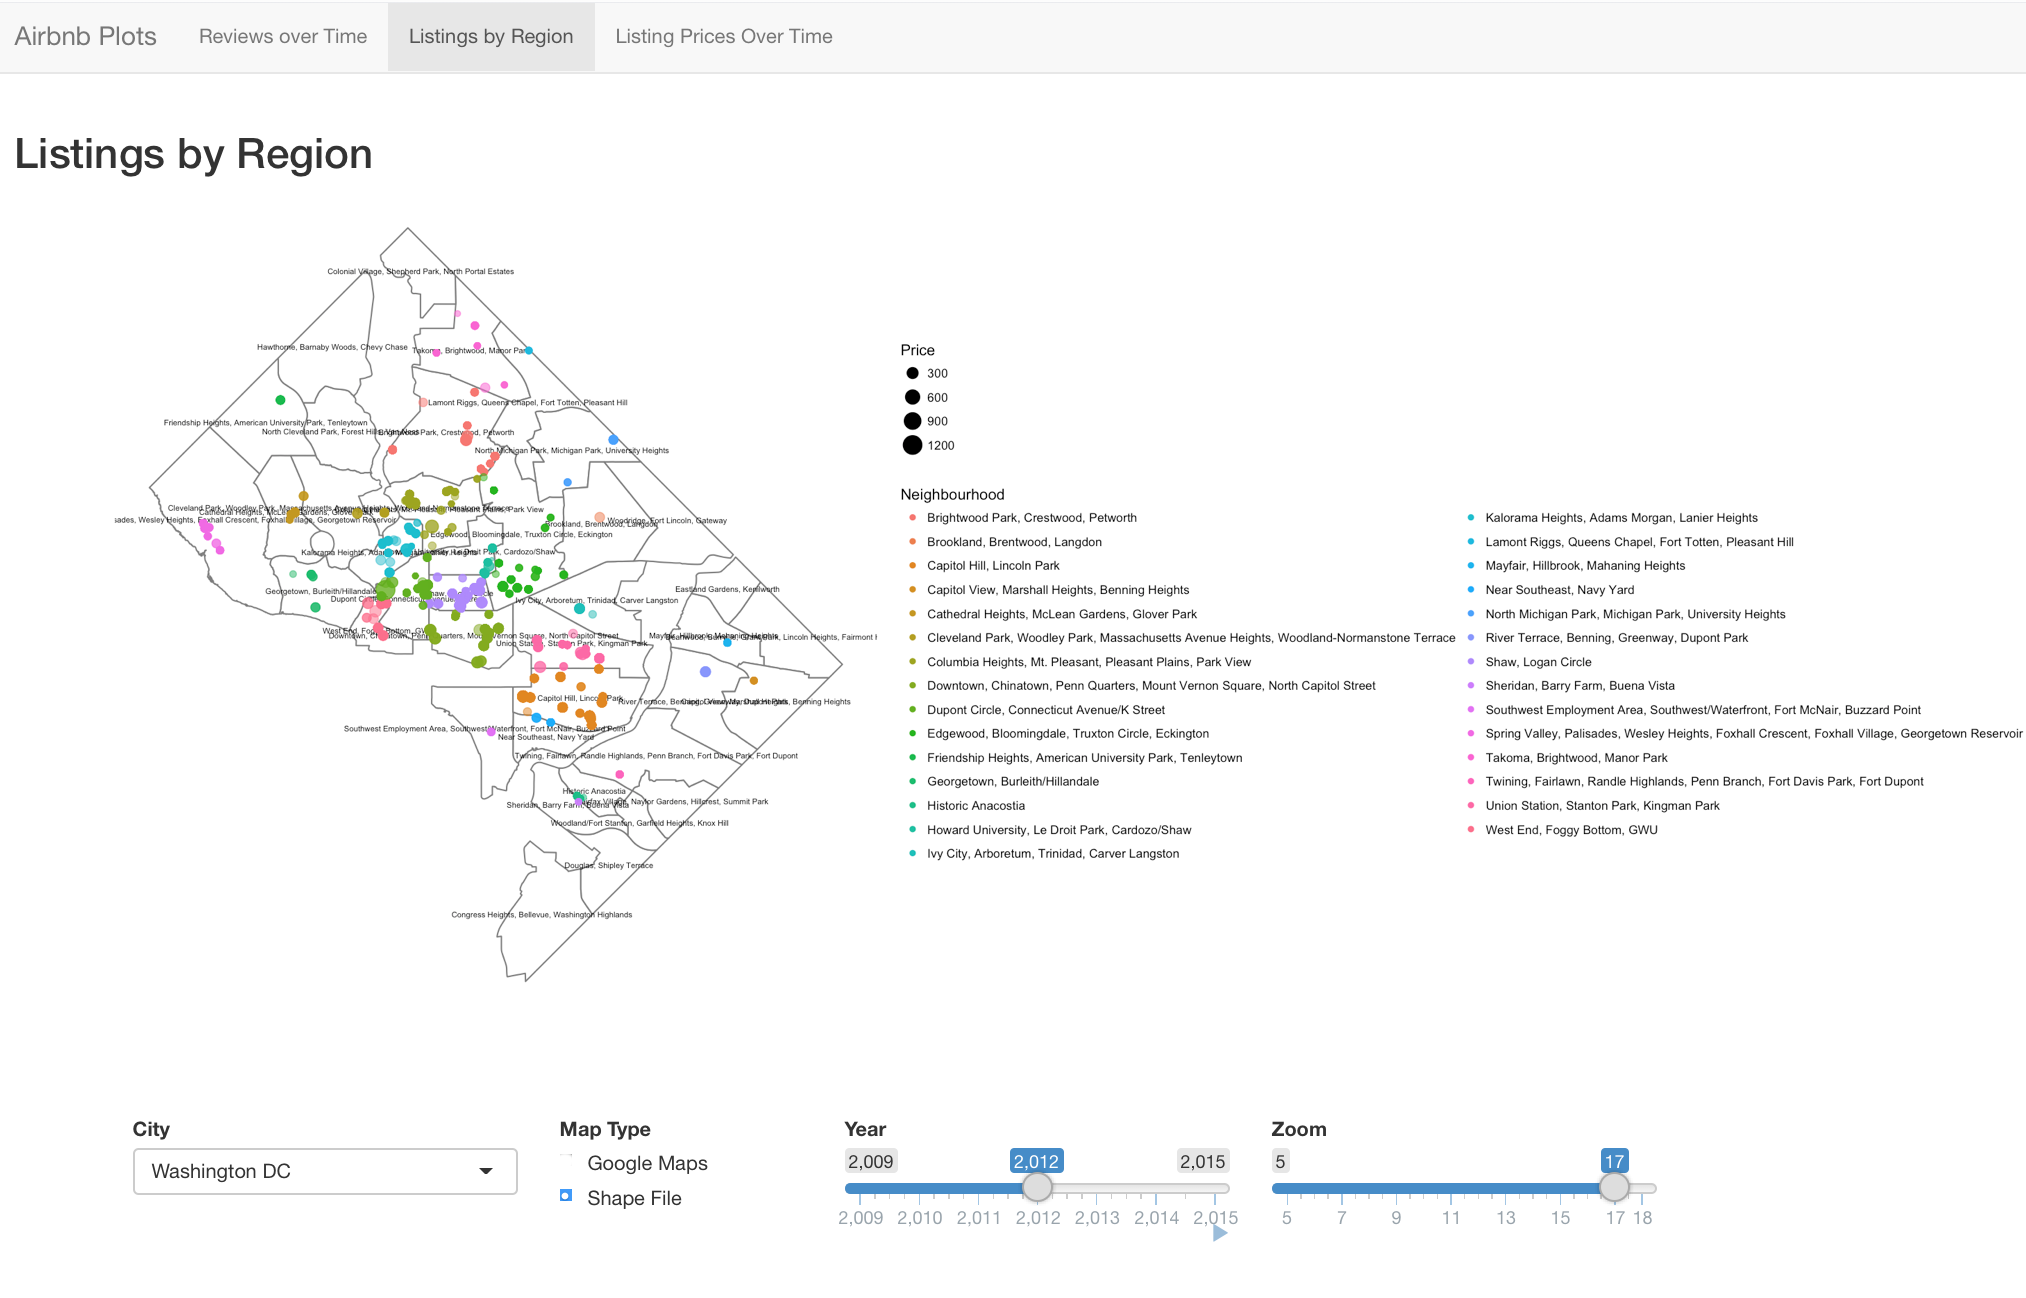 Airbnb Plots
Reviews over Time
Listings by Region
Listing Prices Over Time
Listings by Region
Colonial Village, Shepherd Park, North Portal Estates
Hawthorne, Barnaby Woods, Chevy Chase
Takoma, Brightwood, Manor Park
Lamont Riggs, Queens Chapel, Fort Totten, Pleasant Hill
Friendship Heights, American University Park, Tenleytown
North Cleveland Park, Forest Hills, Van Ness
Brightwood Park, Crestwood, Petworth
North Michigan Park, Michigan Park, University Heights
Cleveland Park, Woodley Park, Massachusetts Avenue Heights, Woodland-Normanstone Terrace
Cathedral Heights, McLean Gardens, Glover Park
Mt. Pleasant, Pleasant Plains, Park View
Wesley Heights, Foxhall Crescent, Foxhall Village, Georgetown Reservoir
Woodridge, Fort Lincoln, Gateway
Brookland, Brentwood, Langdon
Edgewood, Bloomingdale, Truxton Circle, Eckington
Kalorama Heights, Adams Morgan, Lanier Heights
Le Droit Park, Cardozo/Shaw
Georgetown, Burleith/Hillandale
Dupont Circle, Connecticut Avenue
Shaw, Logan Circle
Ivy City, Arboretum, Trinidad, Carver Langston
Eastland Gardens, Kenilworth
West End, Foggy Bottom, GWU
Downtown, Chinatown, Penn Quarters, Mount Vernon Square, North Capitol Street
Union Station, Stanton Park, Kingman Park
Mayfair, Hillbrook, Mahaning Heights
Lincoln Heights, Fairmont H
Capitol Hill, Lincoln Park
River Terrace, Benning, Greenway, Dupont Park
Capitol View, Marshall Heights, Benning Heights
Southwest Employment Area, Southwest/Waterfront, Fort McNair, Buzzard Point
Near Southeast, Navy Yard
Twining, Fairlawn, Randle Highlands, Penn Branch, Fort Davis Park, Fort Dupont
Historic Anacostia
Fairfax Village, Naylor Gardens, Hillcrest, Summit Park
Sheridan, Barry Farm, Buena Vista
Woodland/Fort Stanton, Garfield Heights, Knox Hill
Douglas, Shipley Terrace
Congress Heights, Bellevue, Washington Highlands
Price
300
600
900
1200
Neighbourhood
Brightwood Park, Crestwood, Petworth
Brookland, Brentwood, Langdon
Capitol Hill, Lincoln Park
Capitol View, Marshall Heights, Benning Heights
Cathedral Heights, McLean Gardens, Glover Park
Cleveland Park, Woodley Park, Massachusetts Avenue Heights, Woodland-Normanstone Terrace
Columbia Heights, Mt. Pleasant, Pleasant Plains, Park View
Downtown, Chinatown, Penn Quarters, Mount Vernon Square, North Capitol Street
Dupont Circle, Connecticut Avenue/K Street
Edgewood, Bloomingdale, Truxton Circle, Eckington
Friendship Heights, American University Park, Tenleytown
Georgetown, Burleith/Hillandale
Historic Anacostia
Howard University, Le Droit Park, Cardozo/Shaw
Ivy City, Arboretum, Trinidad, Carver Langston
Kalorama Heights, Adams Morgan, Lanier Heights
Lamont Riggs, Queens Chapel, Fort Totten, Pleasant Hill
Mayfair, Hillbrook, Mahaning Heights
Near Southeast, Navy Yard
North Michigan Park, Michigan Park, University Heights
River Terrace, Benning, Greenway, Dupont Park
Shaw, Logan Circle
Sheridan, Barry Farm, Buena Vista
Southwest Employment Area, Southwest/Waterfront, Fort McNair, Buzzard Point
Spring Valley, Palisades, Wesley Heights, Foxhall Crescent, Foxhall Village, Georgetown Reservoir
Takoma, Brightwood, Manor Park
Twining, Fairlawn, Randle Highlands, Penn Branch, Fort Davis Park, Fort Dupont
Union Station, Stanton Park, Kingman Park
West End, Foggy Bottom, GWU
City
Washington DC
Map Type
Google Maps
Shape File
Year
2,009 2,012 2,015
2,009 2,010 2,011 2,012 2,013 2,014 2,015
Zoom
5 17
5 7 9 11 13 15 17 18